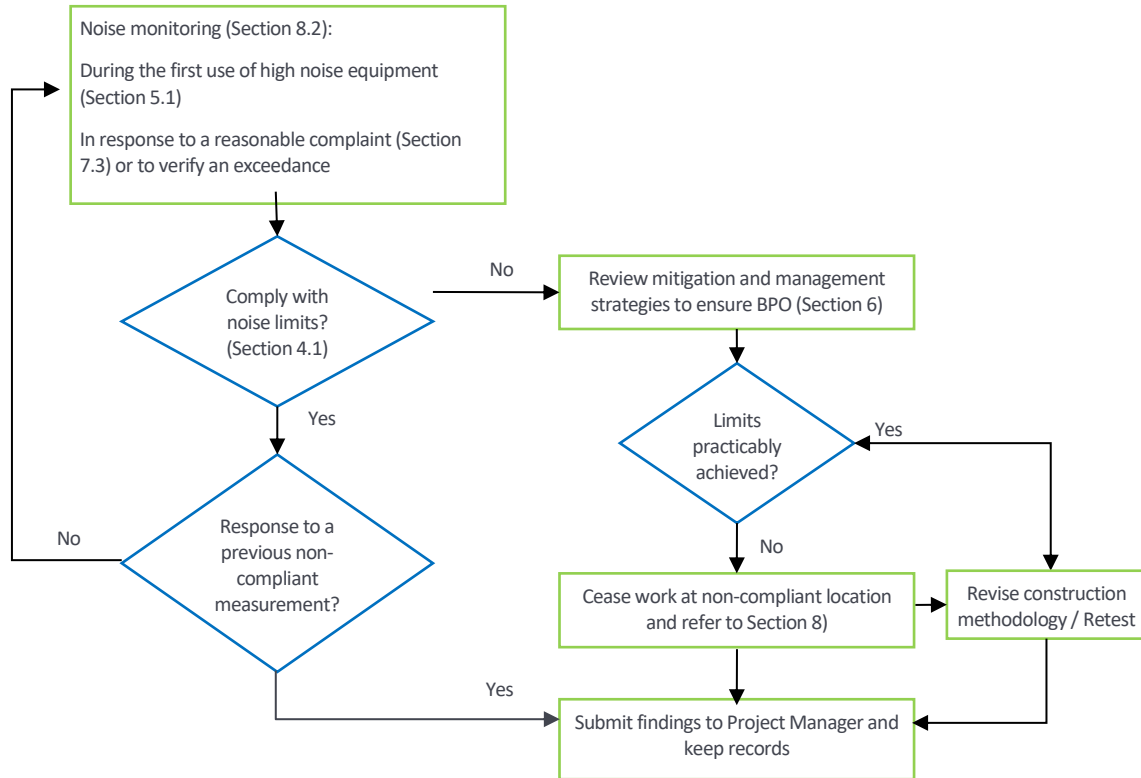 Noise monitoring (Section 8.2):
During the first use of high noise equipment
(Section 5.1)
In response to a reasonable complaint (Section
7.3) or to verify an exceedance
No
Comply with
noise limits?
(Section 4.1)
Review mitigation and management
strategies to ensure BPO (Section 6)
Yes
Limits
practicably
achieved?
Yes
No
Response to a
previous non-
compliant
measurement?
No
Cease work at non-compliant location
and refer to Section 8)
Revise construction
methodology / Retest
Yes
Submit findings to Project Manager and
keep records